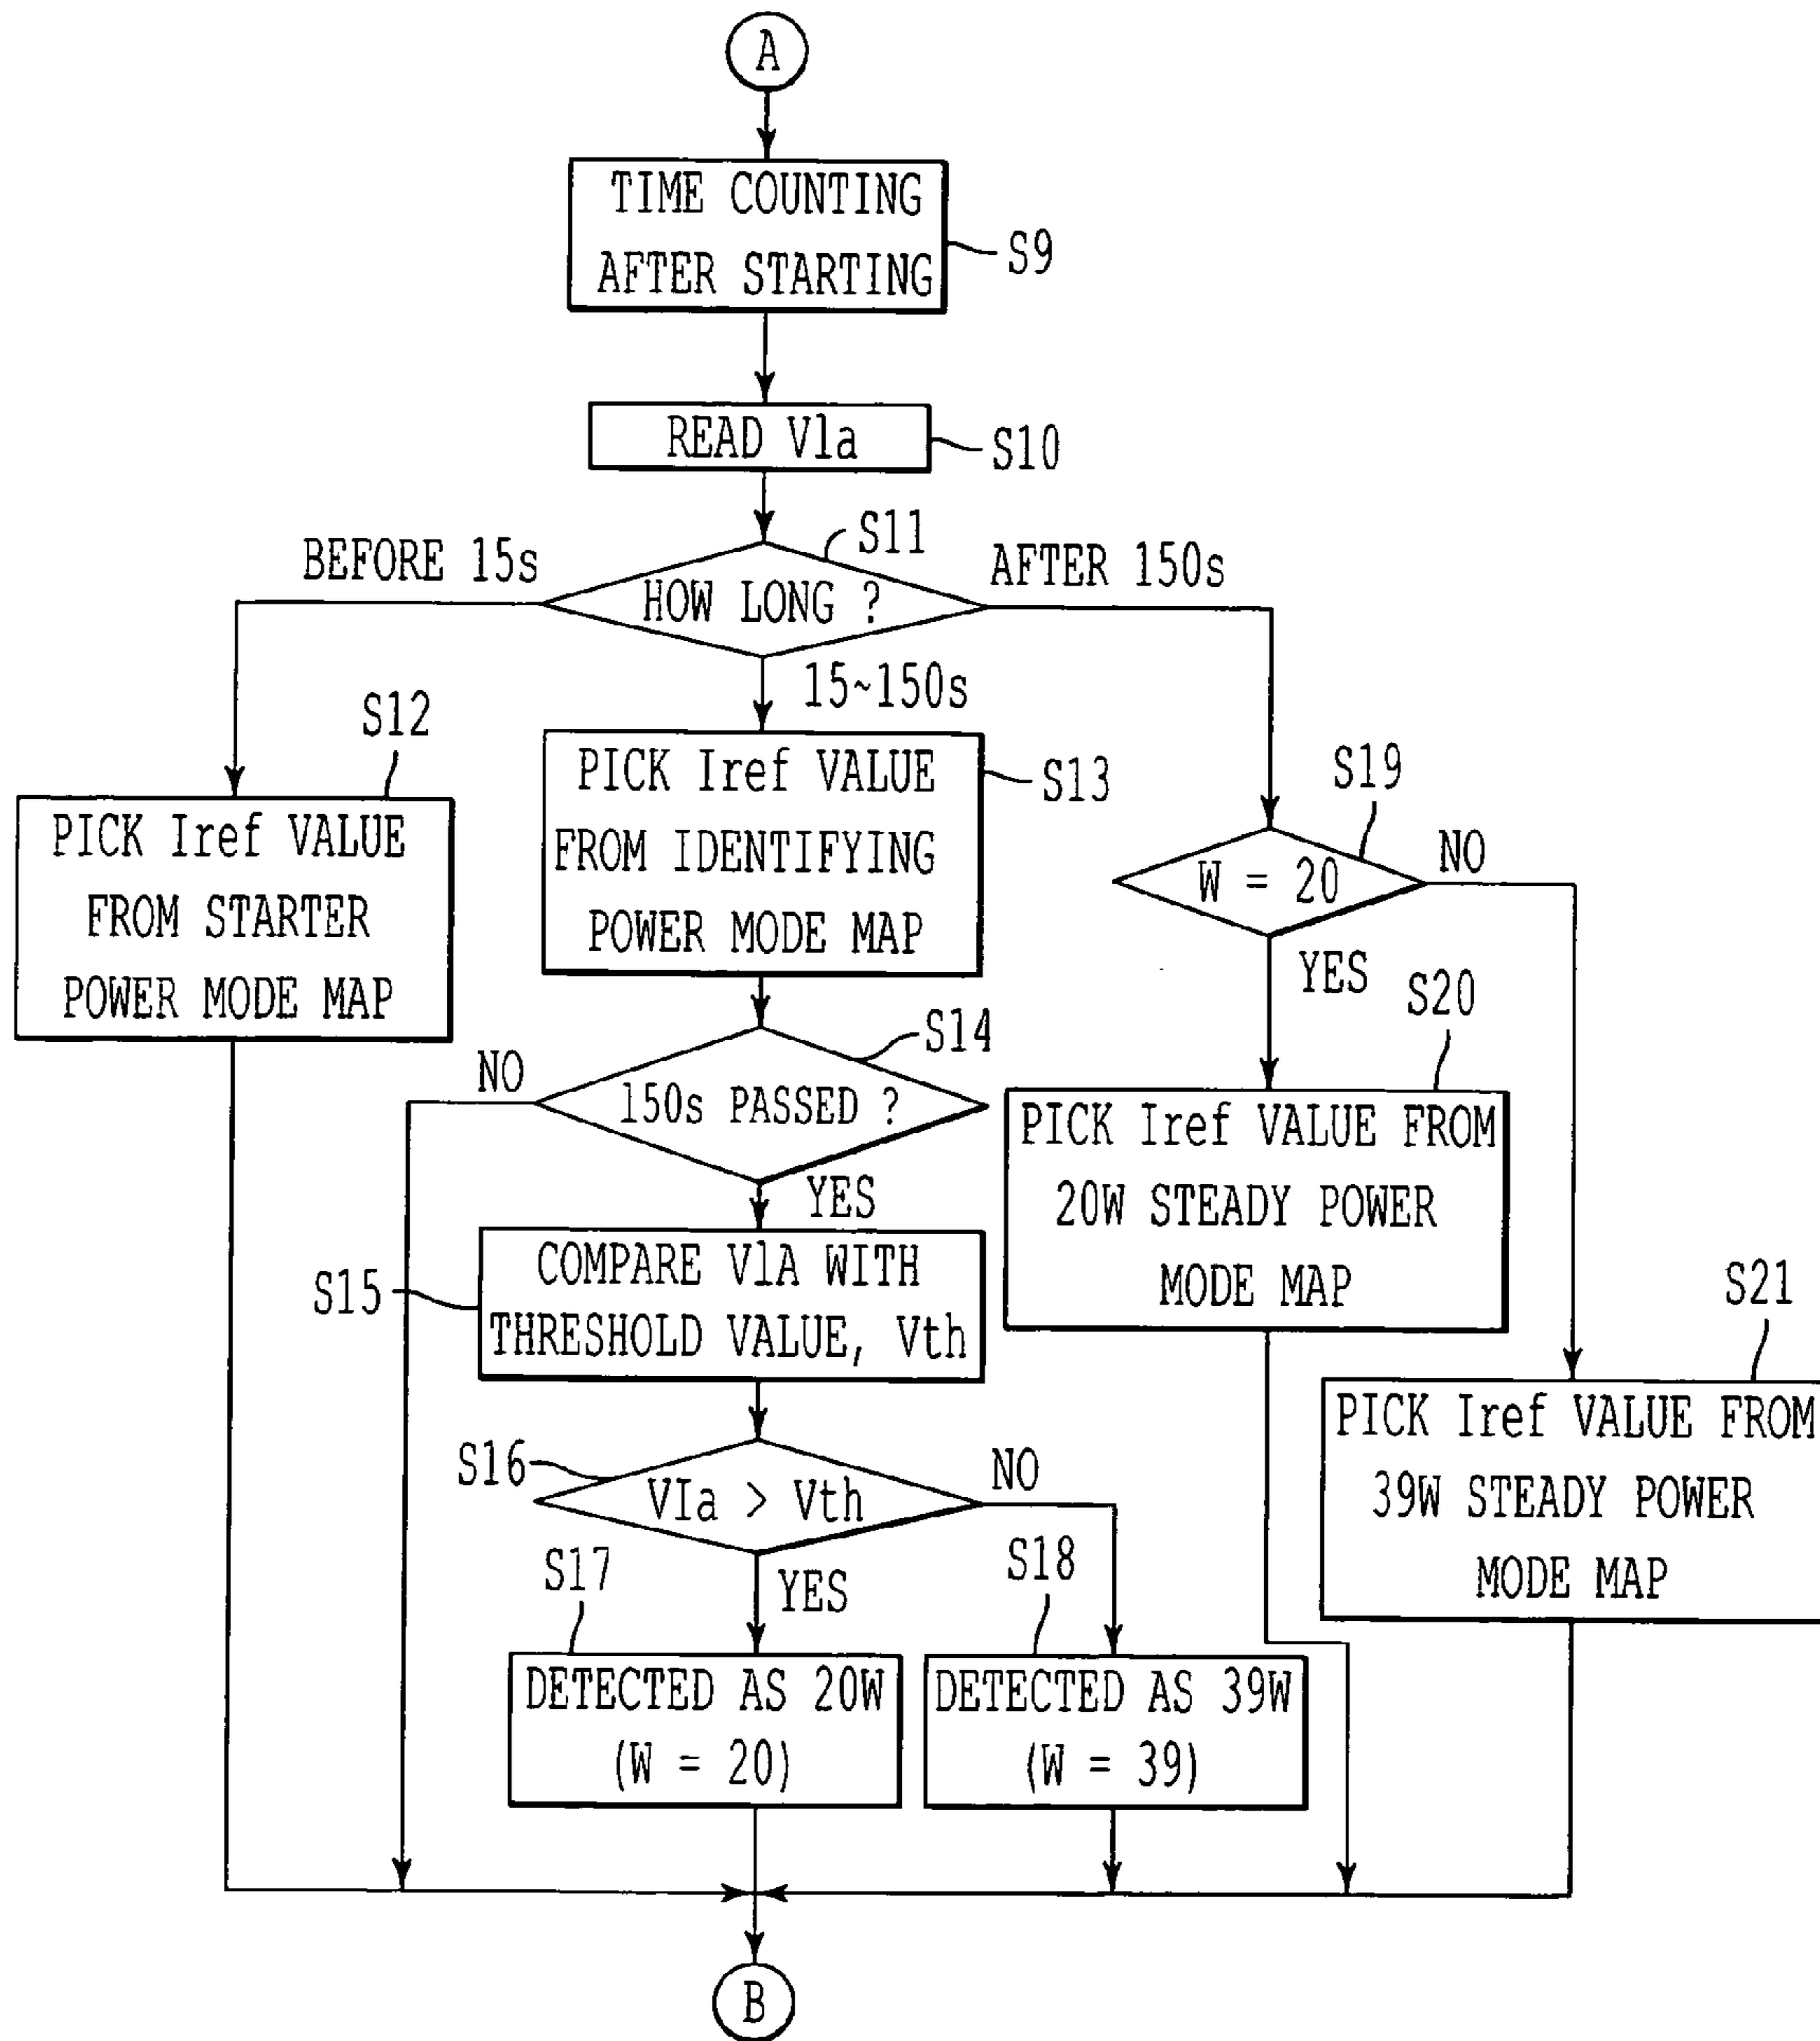 A
TIME COUNTING
AFTER STARTING
S9
READ Vla
S10
S11
BEFORE 15s
HOW LONG ?
AFTER 150s
15~150s
S12
PICK Iref VALUE
FROM STARTER
POWER MODE MAP
PICK Iref VALUE
FROM IDENTIFYING
POWER MODE MAP
S13
S19
W = 20
NO
YES
S14
NO
150s PASSED ?
YES
S20
PICK Iref VALUE FROM
20W STEADY POWER
MODE MAP
S15
COMPARE VlA WITH
THRESHOLD VALUE, Vth
S21
PICK Iref VALUE FROM
39W STEADY POWER
MODE MAP
S16
VIa > Vth
NO
YES
S17
DETECTED AS 20W
(W = 20)
S18
DETECTED AS 39W
(W = 39)
B